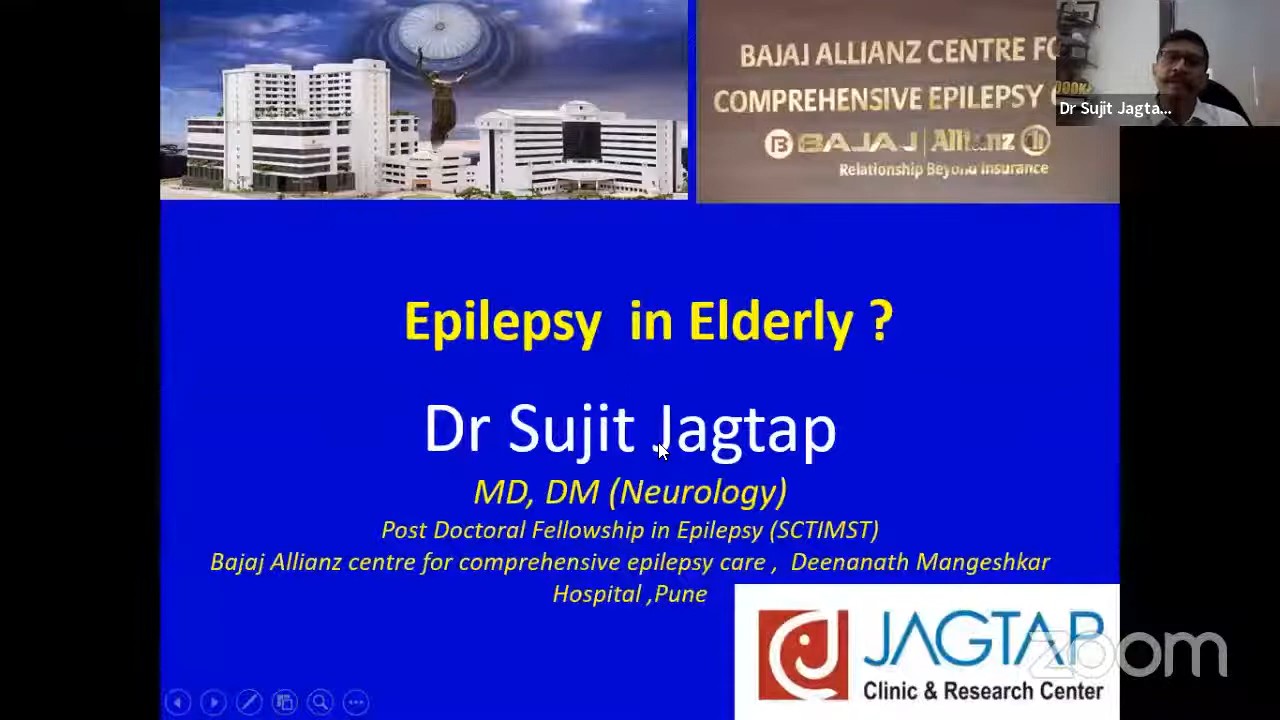 BAJAJ ALLIANZ CENTRE FO
COMPREHENSIVE EPILEPSY
BAJAJ Allianz
Relationship Beyond Insurance
Dr Sujit Jagta...
Epilepsy in Elderly ?
Dr Sujit Jagtap
MD, DM (Neurology)
Post Doctoral Fellowship in Epilepsy (SCTIMST)
Bajaj Allianz centre for comprehensive epilepsy care , Deenanath Mangeshkar
Hospital ,Pune
JAGTAP
Clinic & Research Center
zoom